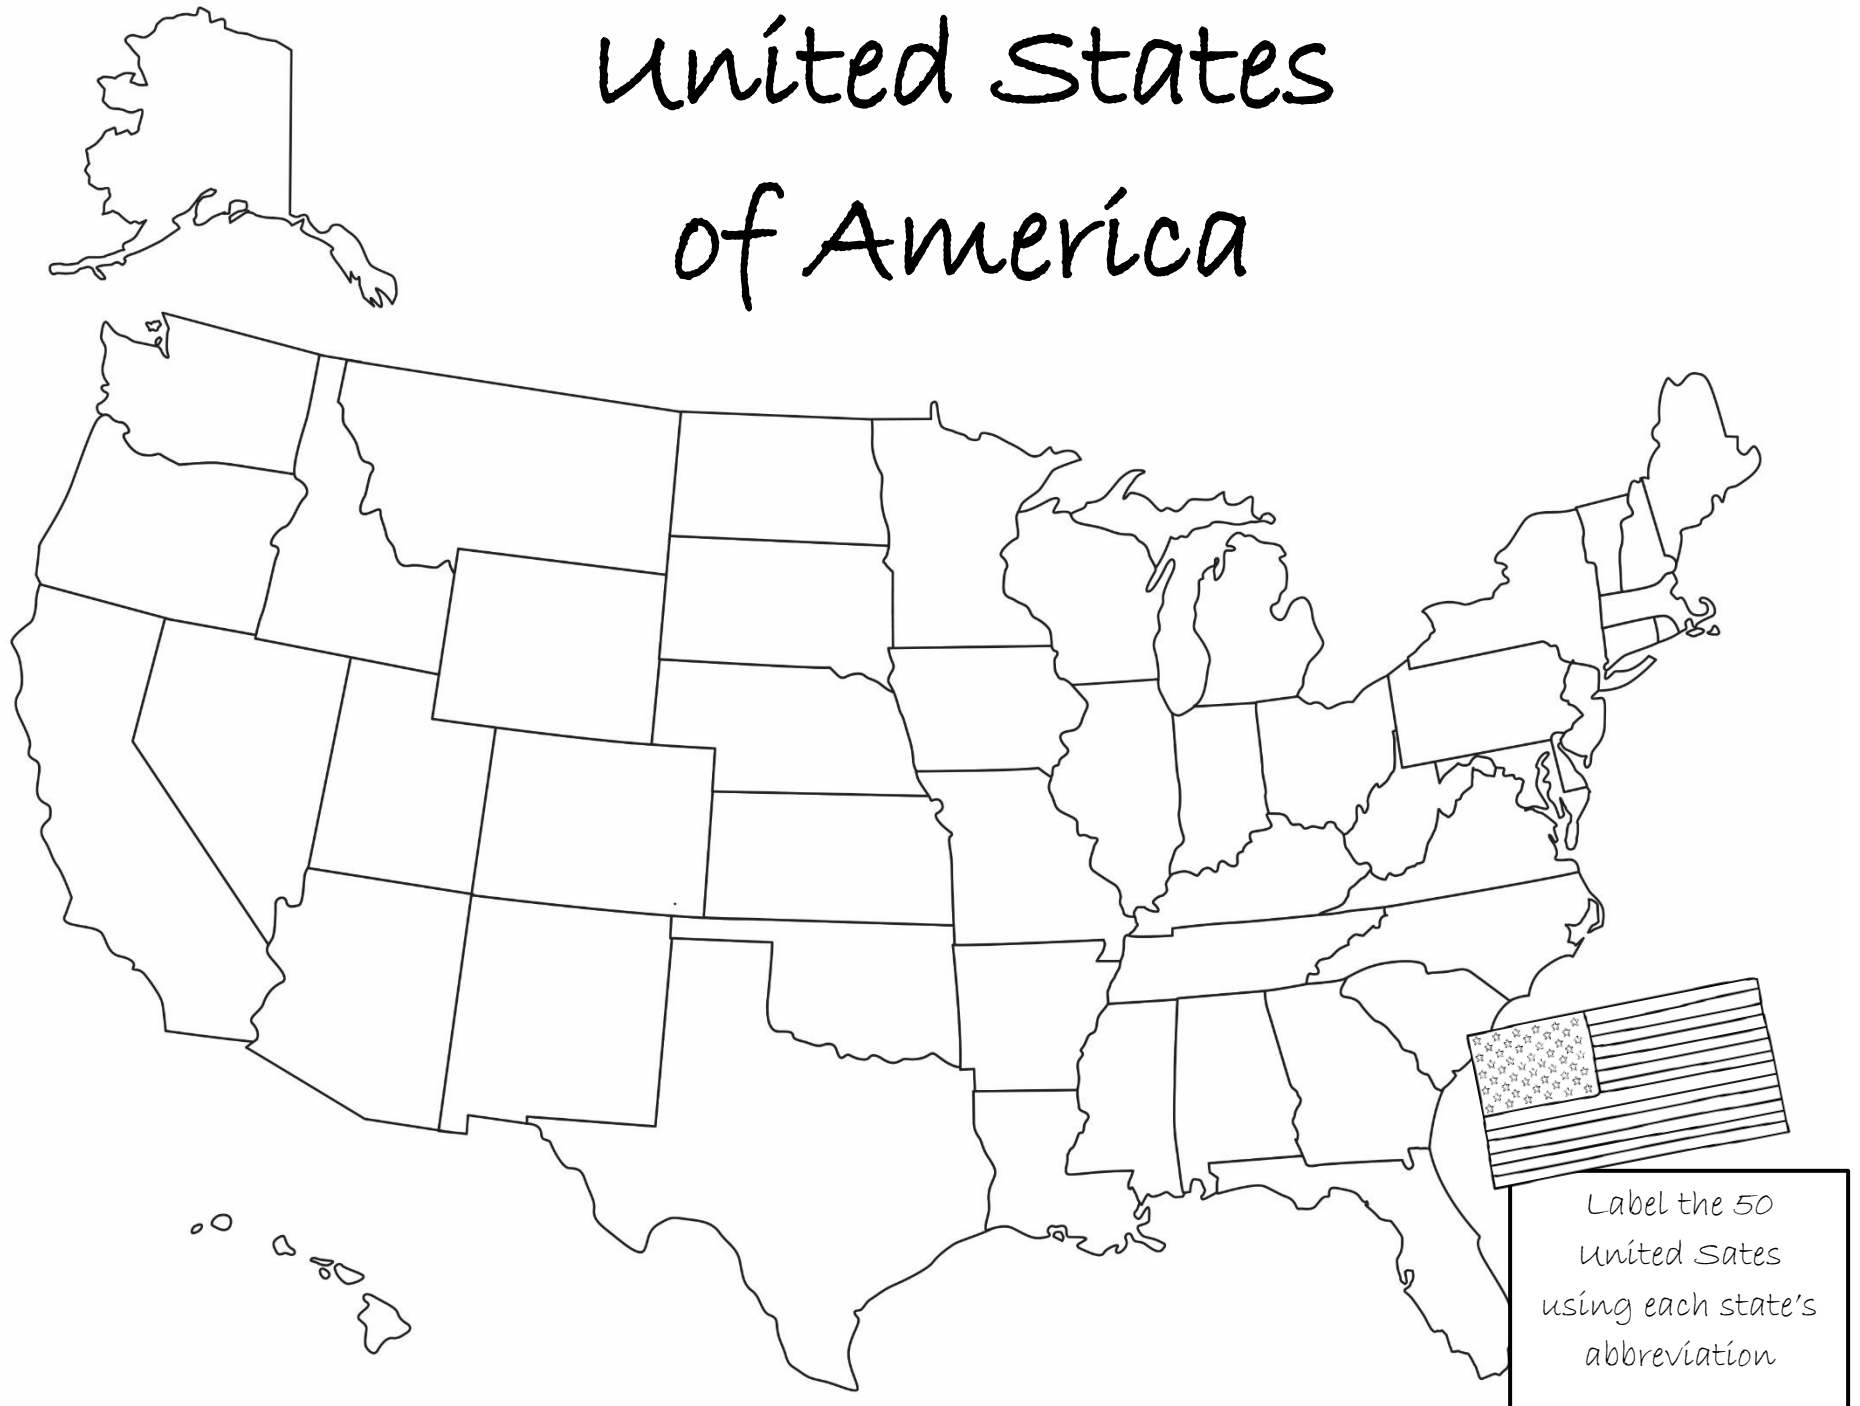 United States
of America
Label the 50
United Sates
using each state's
abbreviation